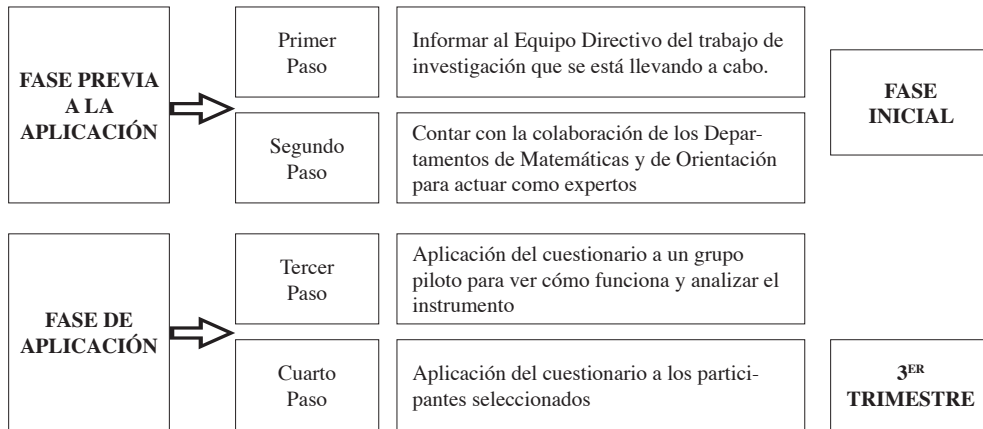 FASE PREVIA
A LA
APLICACIÓN
Primer
Paso
Informar al Equipo Directivo del trabajo de
investigación que se está llevando a cabo.
FASE
INICIAL
Segundo
Paso
Contar con la colaboración de los Depar-
tamentos de Matemáticas y de Orientación
para actuar como expertos
FASE DE
APLICACIÓN
Tercer
Paso
Aplicación del cuestionario a un grupo
piloto para ver cómo funciona y analizar el
instrumento
Cuarto
Paso
Aplicación del cuestionario a los partici-
pantes seleccionados
3ER
TRIMESTRE